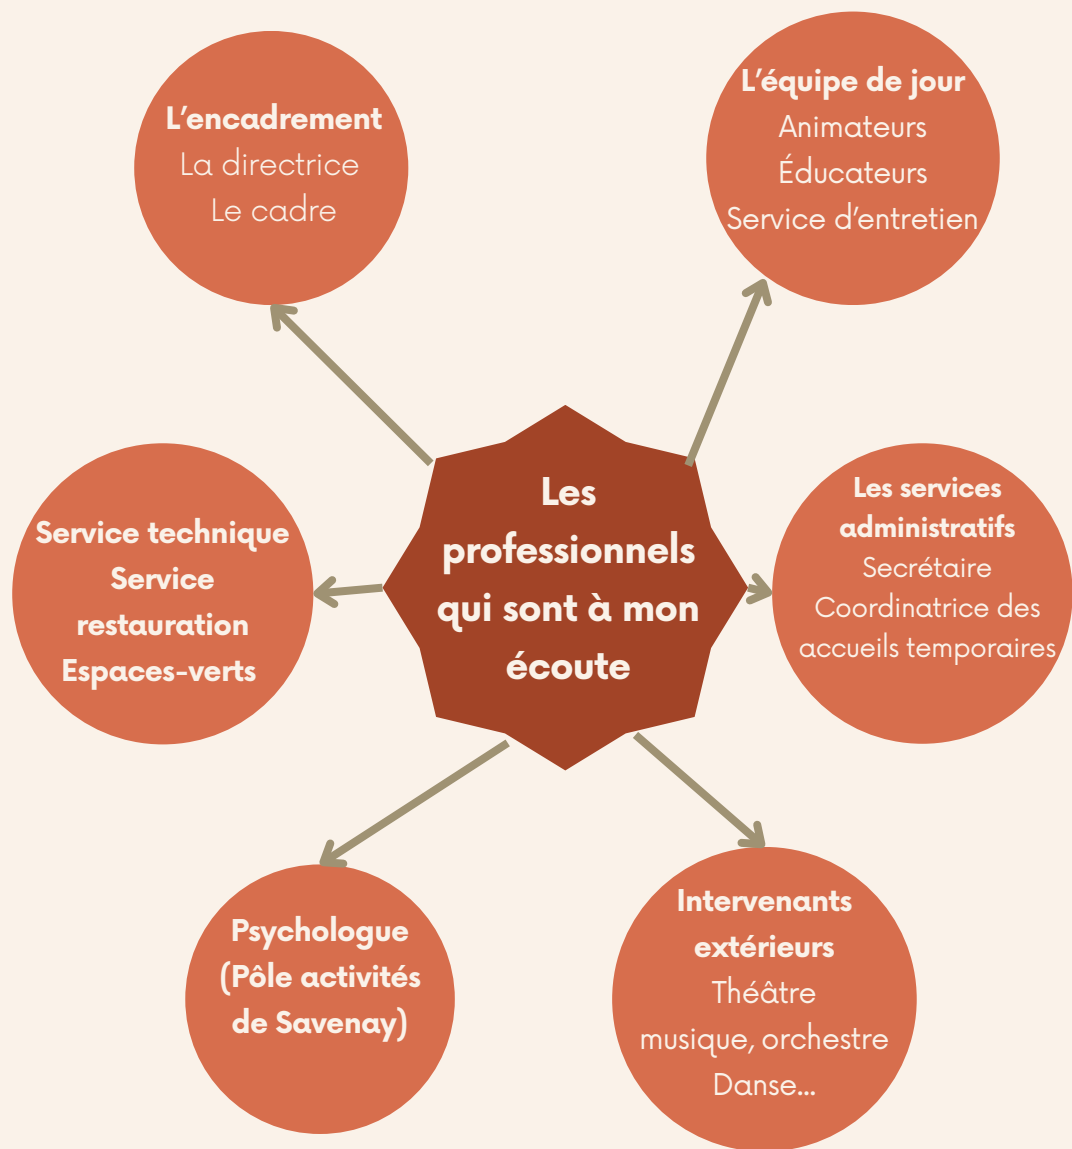 L'encadrement
La directrice
Le cadre
L'équipe de jour
Animateurs
Éducateurs
Service d'entretien
Les
professionnels
qui sont à mon
écoute
Service technique
Service
restauration
Espaces-verts
Les services
administratifs
Secrétaire
Coordinatrice des
accueils temporaires
Psychologue
(Pôle activités
de Savenay)
Intervenants
extérieurs
Théâtre
musique, orchestre
Danse...